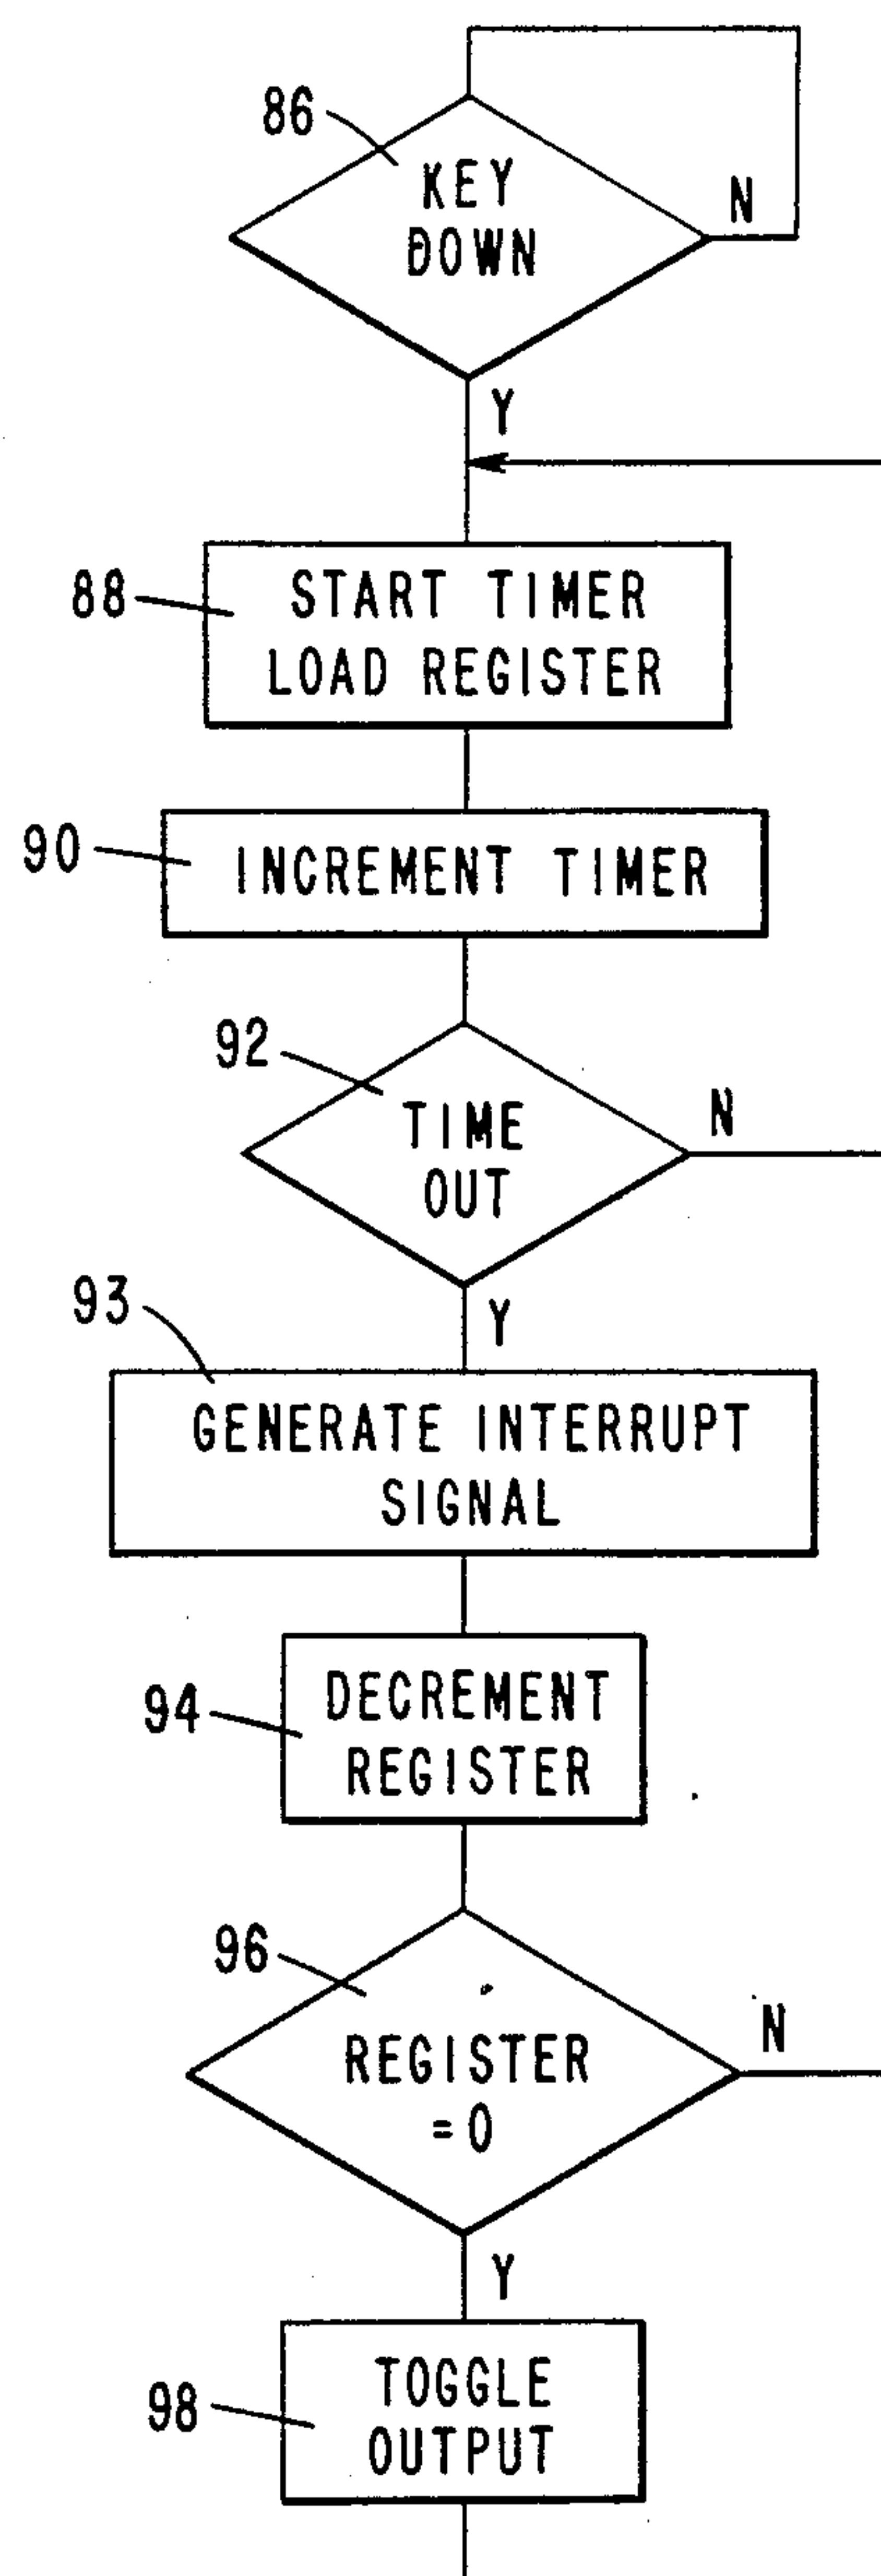 86
KEY
DOWN
N
Y
88
START TIMER
LOAD REGISTER
90
INCREMENT TIMER
92
TIME
OUT
N
Y
93
GENERATE INTERRUPT
SIGNAL
94
DECREMENT
REGISTER
96
REGISTER
=0
N
Y
98
TOGGLE
OUTPUT